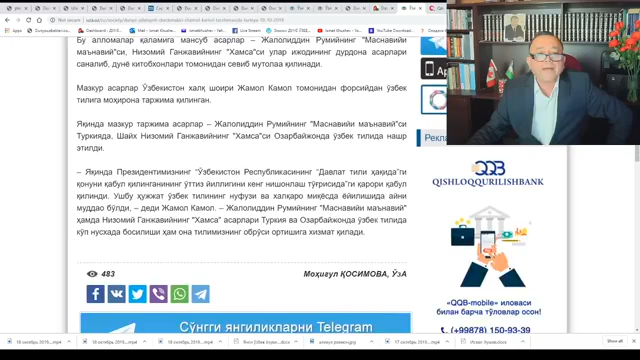 Бу алломалар қаламига мансуб асарлар – Жалолиддин Румийнинг "Маснавийи
маънавий"си, Низомий Ганжавийнинг "Хамса"си улар ижодининг дурдона асарлари
саналиб, дунё китобхонлари томонидан севиб мутолаа қилинади.
Мазкур асарлар Ўзбекистон халқ шоири Жамол Камол томонидан форсийдан ўзбек
тилига моҳирона таржима қилинган.
Яқинда мазкур таржима асарлар – Жалолиддин Румийнинг "Маснавийи маънавий"си
Туркияда, Шайх Низомий Ганжавийнинг "Хамса"си Озарбайжонда ўзбек тилида нашр
этилди.
– Яқинда Президентимизнинг "Ўзбекистон Республикасининг "Давлат тили ҳақида"ги
қонуни қабул қилинганининг ўттиз йиллигини кенг нишонлаш тўғрисида"ги қарори қабул
қилинди. Ушбу ҳужжат ўзбек тилининг нуфузи ва халқаро миқёсда ёйилишида айни
муддао бўлди, – деди Жамол Камол. – Жалолиддин Румийнинг "Маснавийи маънавий"
ҳамда Низомий Ганжавийнинг "Хамса" асарлари Туркия ва Озарбайжонда ўзбек тилида
кўп нусхада босилиши ҳам она тилимизнинг обрўси ортишига хизмат қилади.
483
Моҳигул ҚОСИМОВА, ЎзА
Сўнгги янгиликларни Telegram
Рекла
QQB
QISHLOQQURILISHBANK
«QQB-mobile» иловаси
билан барча тўловлар осон!
(+99878) 150-93-39